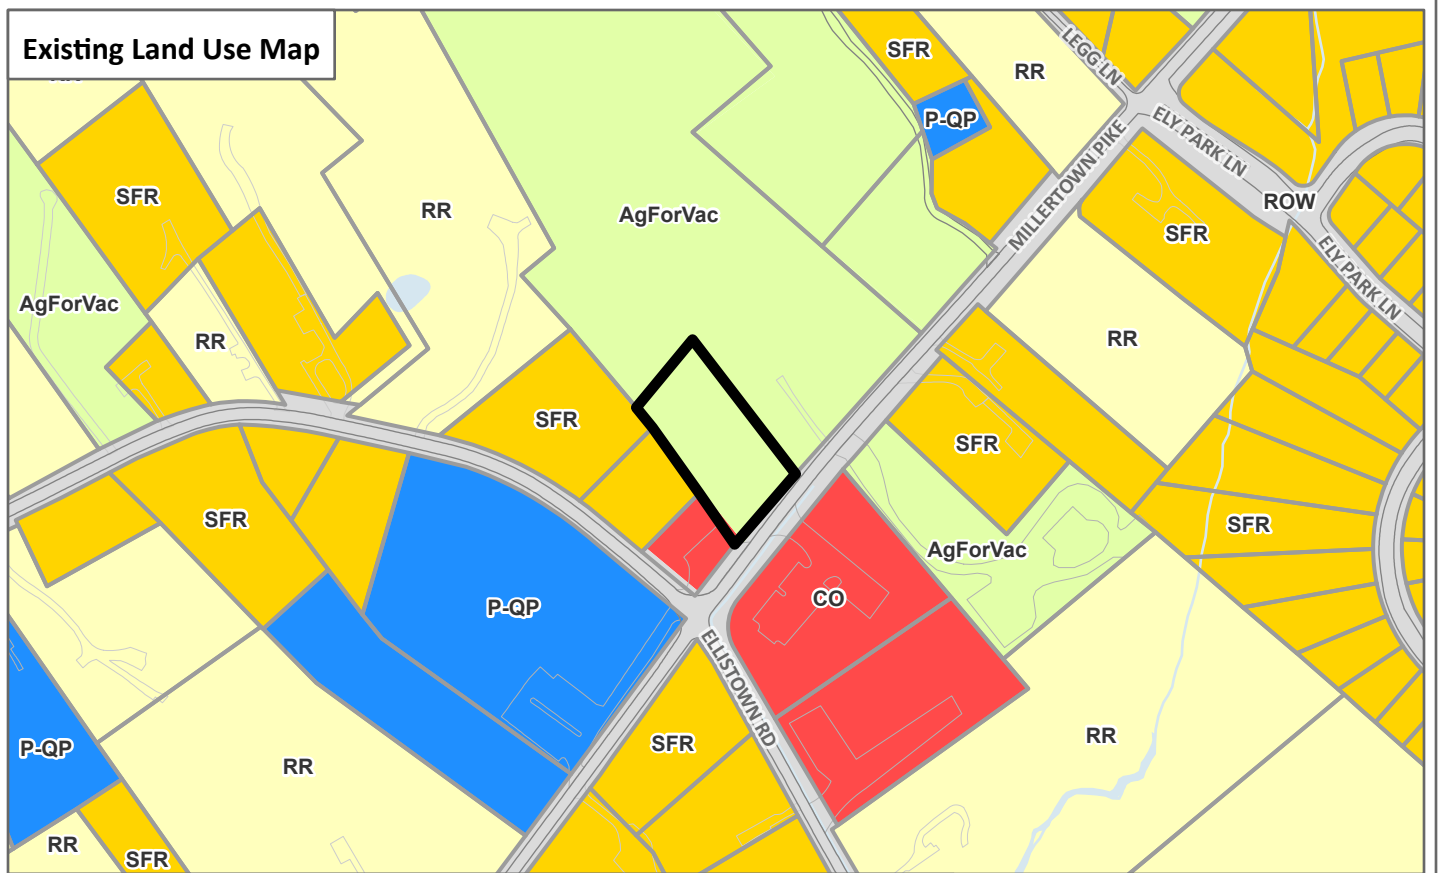 Existing Land Use Map
SFR
RR
LEGG LN
P-QP
ELY PARK LN
MILLERTOWN PIKE
SFR
ROW
RR
AgForVac
SFR
ELY PARK LN
AgForVac
RR
RR
SFR
SFR
SFR
SFR
SFR
AgForVac
P-QP
CO
ELLISTOWN RD
P-QP
SFR
RR
RR
RR
SFR